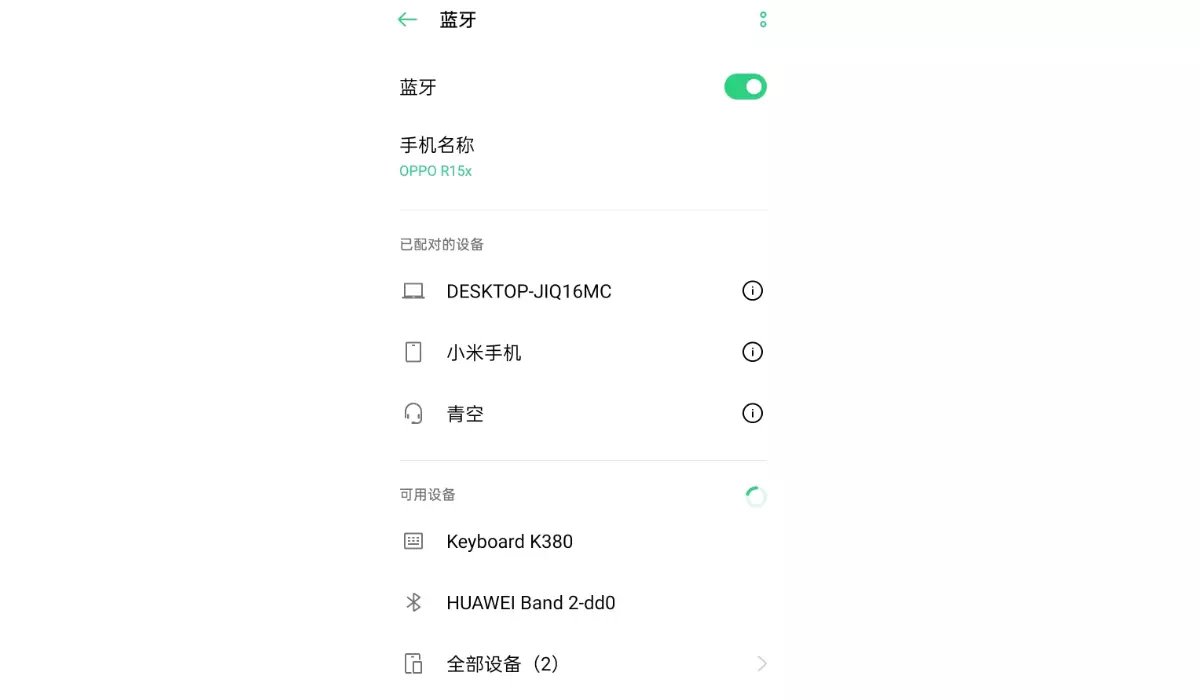 蓝牙
蓝牙
手机名称
OPPO R15x
已配对的设备
DESKTOP-JIQ16MC
小米手机
青空
可用设备
Keyboard K380
HUAWEI Band 2-dd0
全部设备（2）